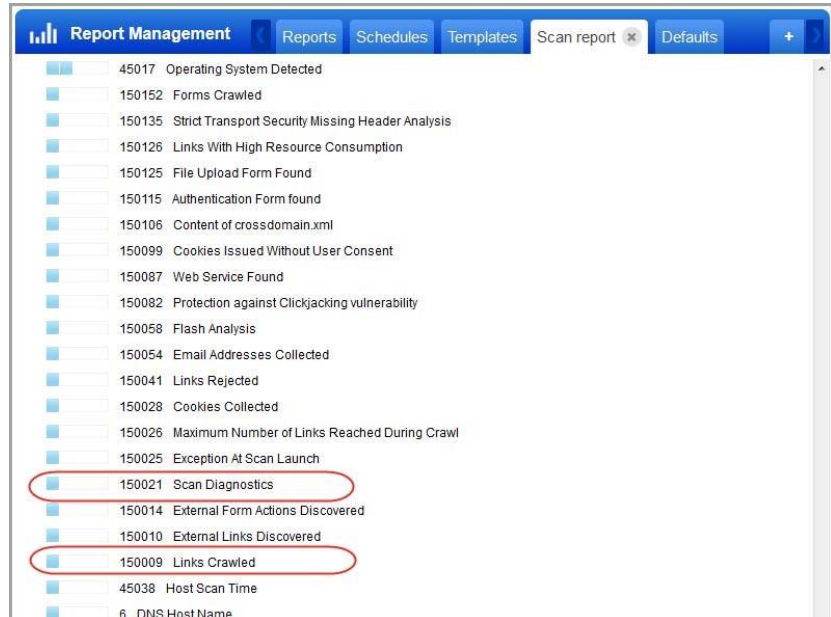 Report Management
Reports
Schedules
Templates
Scan report
Defaults
+
45017 Operating System Detected
150152 Forms Crawled
150135 Strict Transport Security Missing Header Analysis
150126 Links With High Resource Consumption
150125 File Upload Form Found
150115 Authentication Form found
150106 Content of crossdomain.xml
150099 Cookies Issued Without User Consent
150087 Web Service Found
150082 Protection against Clickjacking vulnerability
150058 Flash Analysis
150054 Email Addresses Collected
150041 Links Rejected
150028 Cookies Collected
150026 Maximum Number of Links Reached During Crawl
150025 Exception At Scan Launch
150021 Scan Diagnostics
150014 External Form Actions Discovered
150010 External Links Discovered
150009 Links Crawled
45038 Host Scan Time
6 DNS Host Name